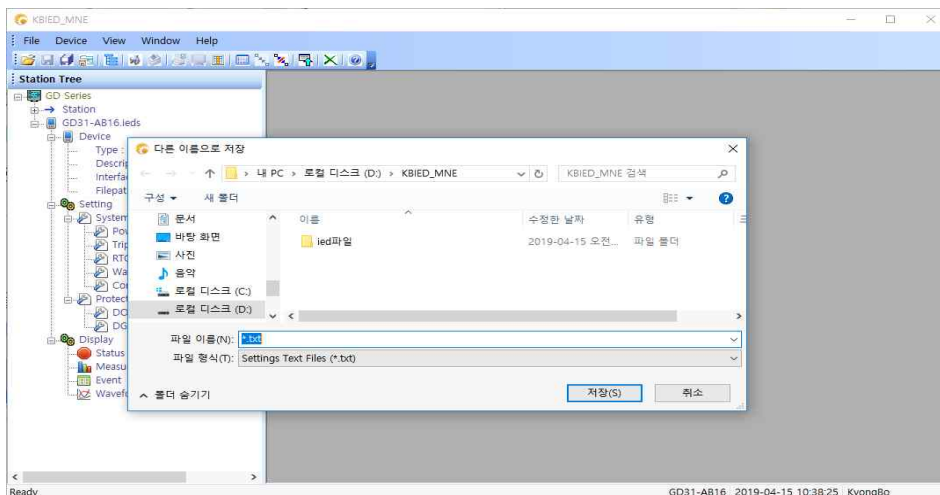 KBIED_MNE
File Device View Window Help
Station Tree
GD Series
Station
GD31-AB16.ieds
Device
Type :
Descrip
Interfa
Filepat
Setting
System
Pov
Trip
RTC
Wa
Co
Protect
DO
DG
Display
Status
Measu
Event
Wavefo
다른 이름으로 저장
내 PC > 로컬 디스크 (D:) > KBIED_MNE
KBIED_MNE 검색
구성 새 폴더
이름 수정한 날짜 유형 크
문서
바탕 화면
사진
음악
로컬 디스크 (C:)
로컬 디스크 (D:)
ied파일 2019-04-15 오전... 파일 폴더
파일 이름(N): *.txt
파일 형식(T): Settings Text Files (*.txt)
폴더 숨기기 저장(S) 취소
Ready GD31-AB16 2019-04-15 10:38:25 KyongBo